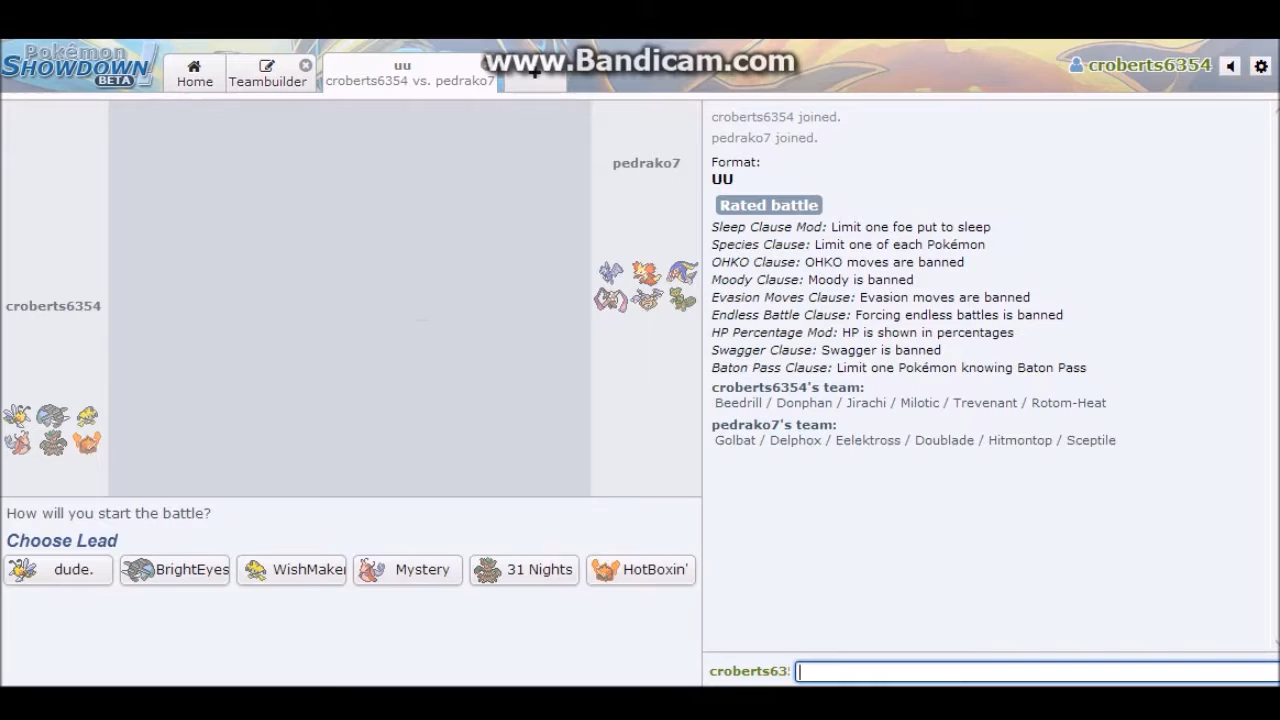 www.Bandicam.com
Pokémon
SHOWDOWN
BETA
Home
Teambuilder
uu
croberts6354 vs. pedrako7
croberts6354
pedrako7
croberts6354
croberts6354 joined.
pedrako7 joined.
Format:
UU
Rated battle
Sleep Clause Mod: Limit one foe put to sleep
Species Clause: Limit one of each Pokémon
OHKO Clause: OHKO moves are banned
Moody Clause: Moody is banned
Evasion Moves Clause: Evasion moves are banned
Endless Battle Clause: Forcing endless battles is banned
HP Percentage Mod: HP is shown in percentages
Swagger Clause: Swagger is banned
Baton Pass Clause: Limit one Pokémon knowing Baton Pass
croberts6354's team:
Beedrill / Donphan / Jirachi / Milotic / Trevenant / Rotom-Heat
pedrako7's team:
Golbat / Delphox / Eelektross / Doublade / Hitmontop / Sceptile
How will you start the battle?
Choose Lead
dude.
BrightEyes
WishMaker
Mystery
31 Nights
HotBoxin'
croberts63